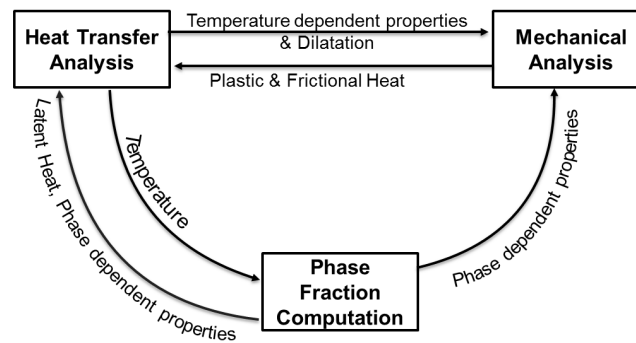 Heat Transfer
Analysis
Temperature dependent properties
& Dilatation
Plastic & Frictional Heat
Mechanical
Analysis
Temperature
Latent Heat, Phase dependent properties
Phase dependent properties
Phase
Fraction
Computation